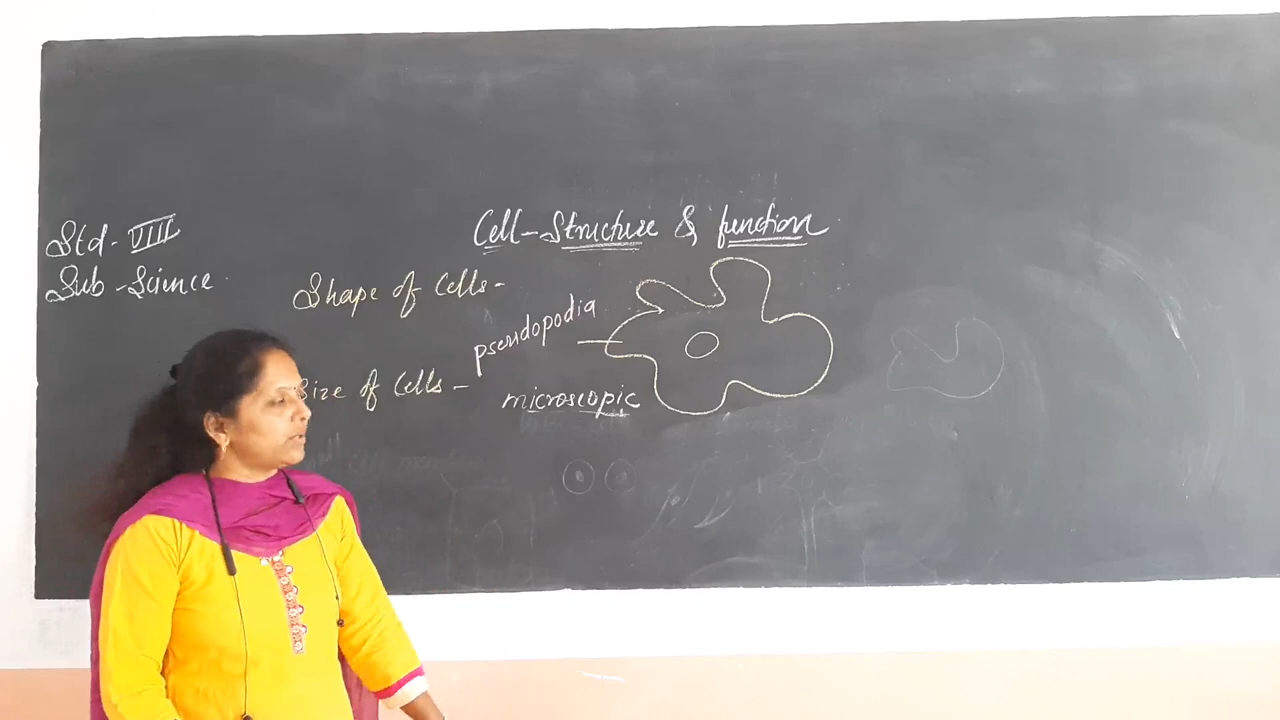 Cell-Structure & function
Std- VIII
Sub-Science
Shape of Cells-
pseudopodia
Size of Cells -
microscopic